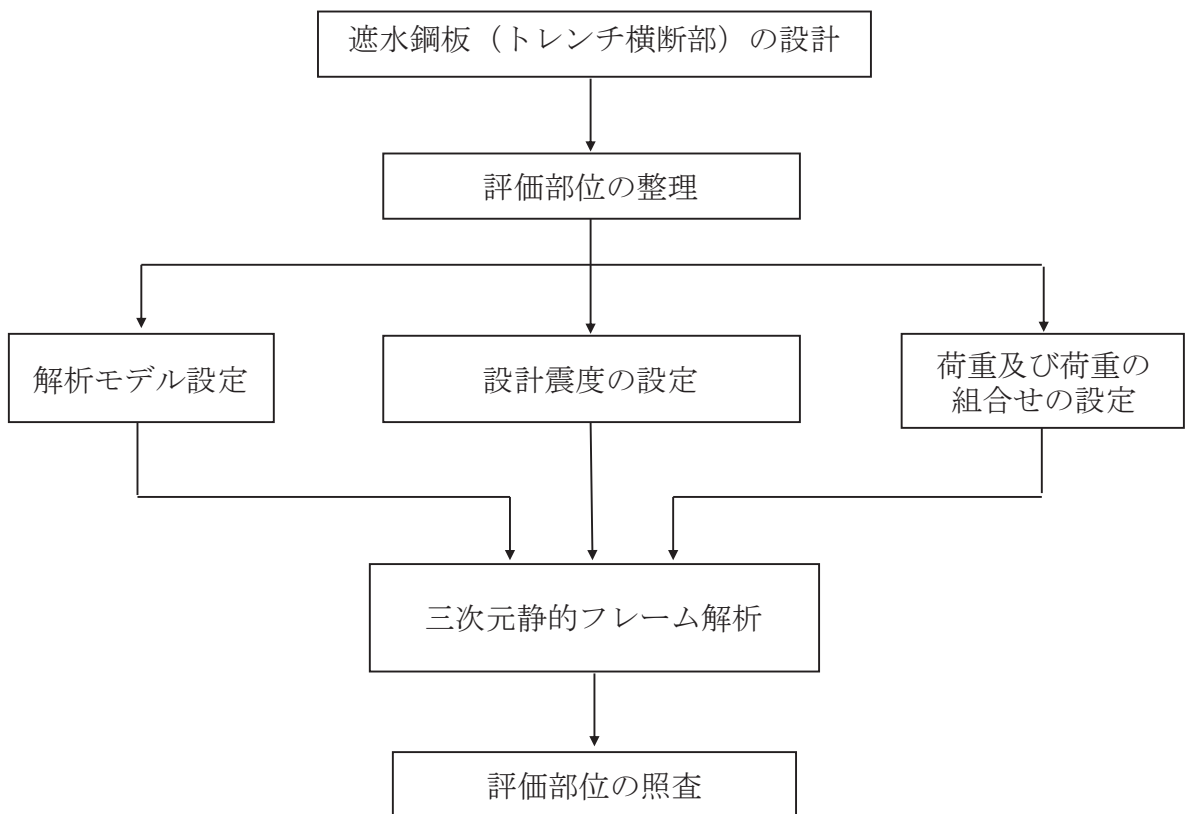 遮水鋼板（トレンチ横断部）の設計
評価部位の整理
解析モデル設定
設計震度の設定
荷重及び荷重の
組合せの設定
三次元静的フレーム解析
評価部位の照査